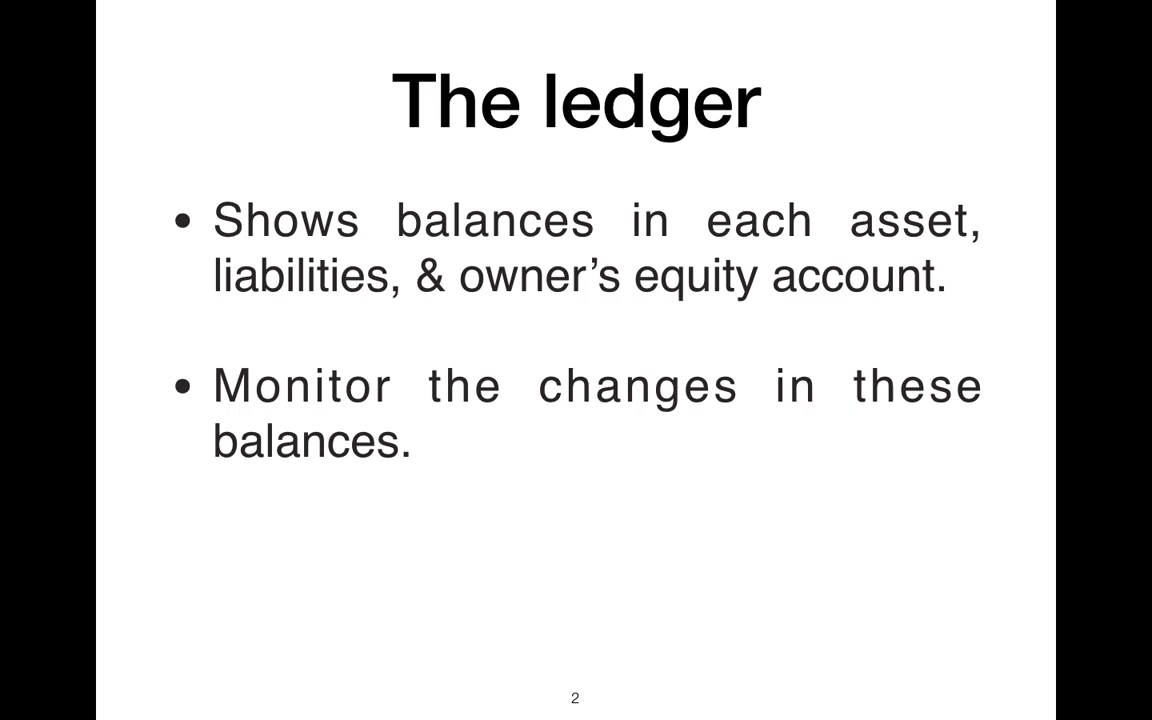 The ledger
• Shows balances in each asset,
liabilities, & owner’s equity account.
• Monitor the changes in these
balances.
2